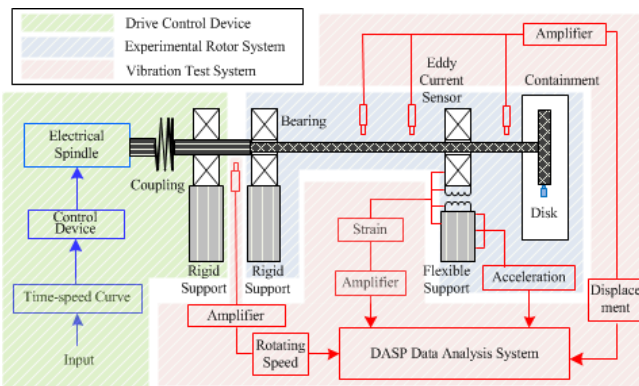 Drive Control Device
Experimental Rotor System
Vibration Test System
Amplifier
Eddy
Current
Sensor
Containment
Electrical
Spindle
Bearing
Coupling
Control
Device
Disk
Strain
Time-speed Curve
Rigid
Support
Rigid
Support
Amplifier
Flexible
Support
Acceleration
Displace
ment
Amplifier
Input
Rotating
Speed
DASP Data Analysis System